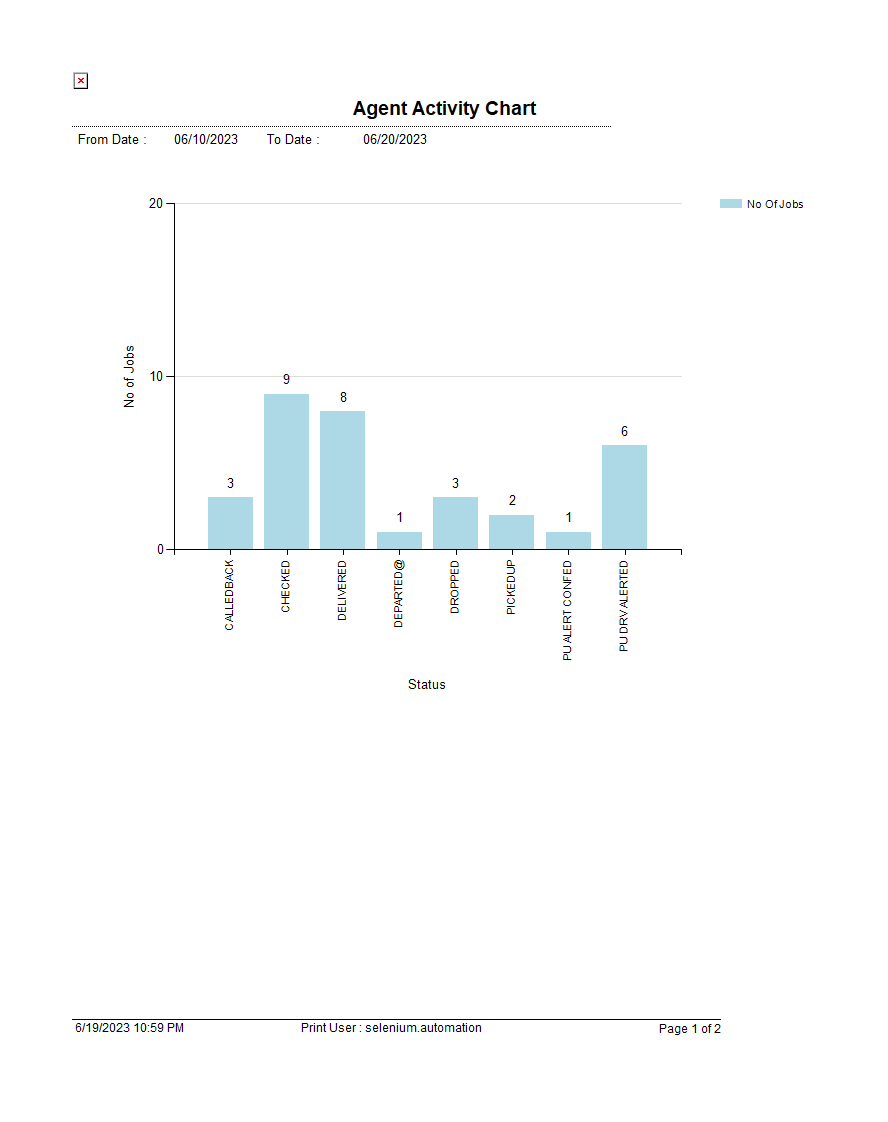 Agent Activity Chart
From Date : 06/10/2023 To Date : 06/20/2023
20
No Of Jobs
No of Jobs
10
9
8
6
3
3
2
1
1
0
CALLEDBACK
CHECKED
DELIVERED
DEPARTED@
DROPPED
PICKEDUP
PU ALERT CONFED
PU DRV ALERTED
Status
6/19/2023 10:59 PM Print User : selenium.automation Page 1 of 2